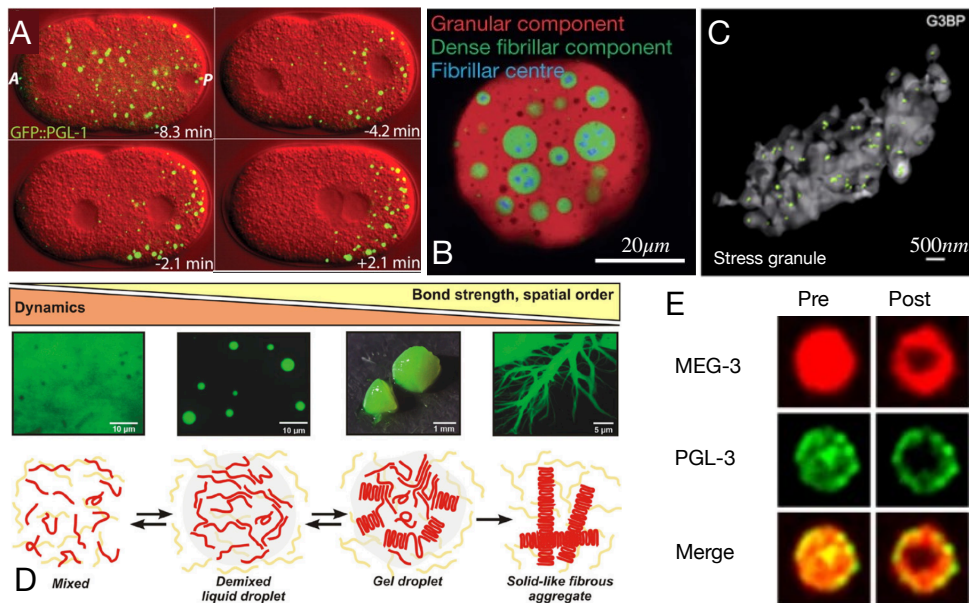 A
A
P
GFP::PGL-1
-8.3 min
-4.2 min
-2.1 min
+2.1 min
Granular component
Dense fibrillar component
Fibrillar centre
B
20μm
C
G3BP
Stress granule
500nm
Dynamics
Bond strength, spatial order
10 μm
10 μm
1 mm
5 μm
D
Mixed
Demixed
liquid droplet
Gel droplet
Solid-like fibrous
aggregate
E
Pre
Post
MEG-3
PGL-3
Merge